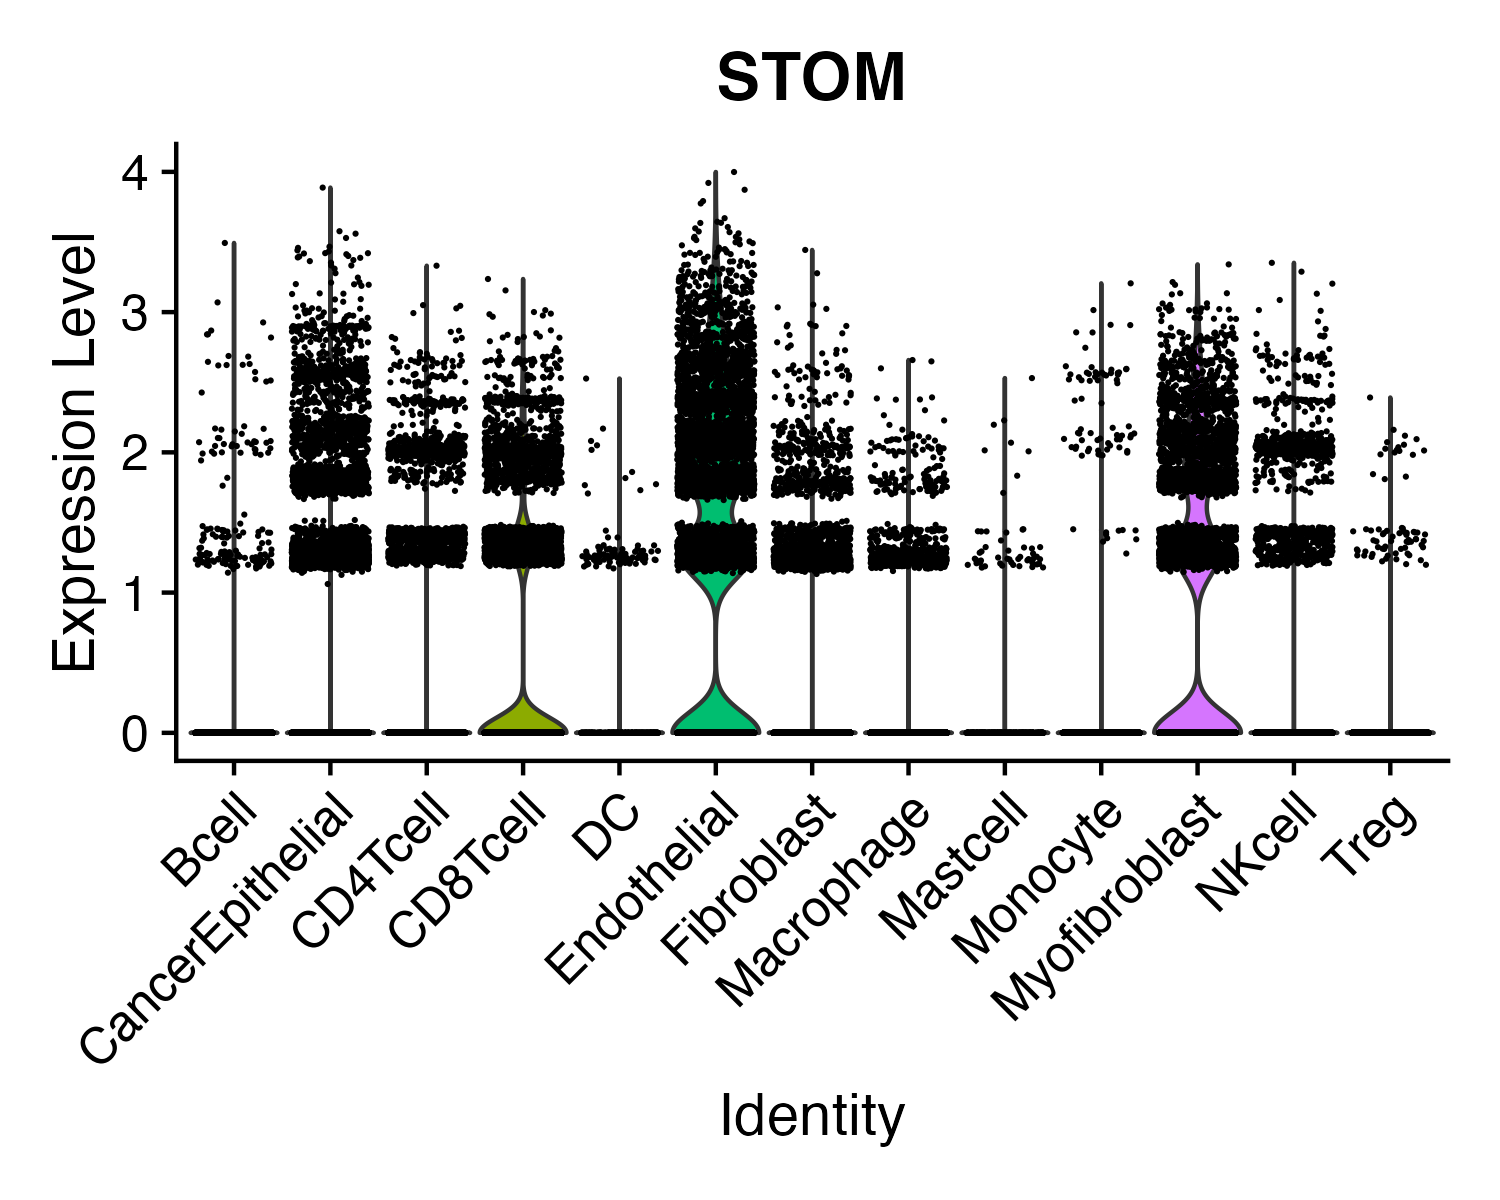 STOM
Expression Level
4
3
2
1
0
Bcell
CancerEpithelial
CD4Tcell
CD8Tcell
DC
Endothelial
Fibroblast
Macrophage
Mastcell
Monocyte
Myofibroblast
NKcell
Treg
Identity